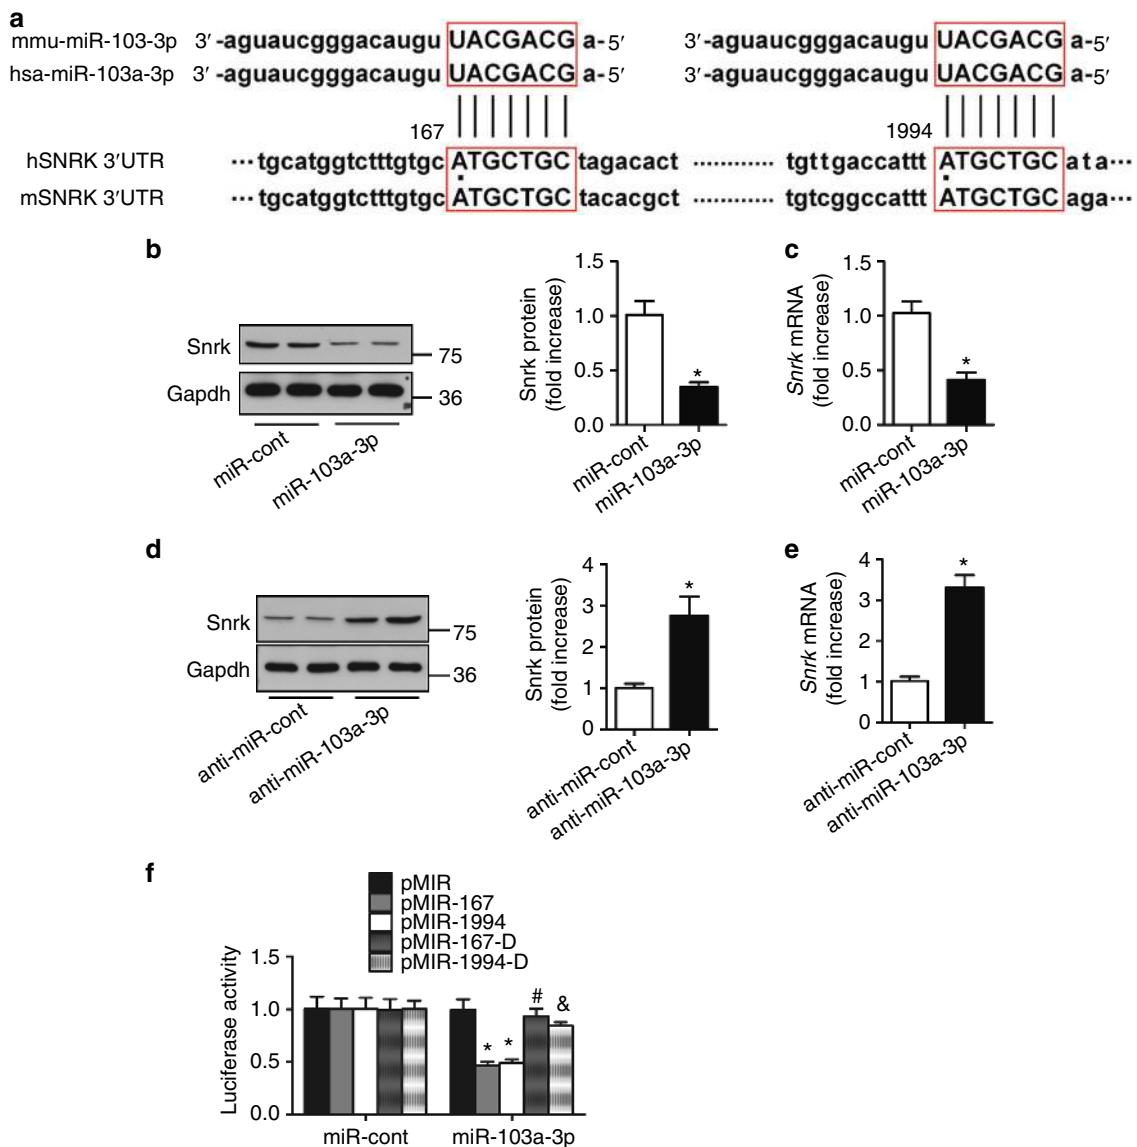 a
mmu-miR-103-3p 3′ -aguaucgggacaugu UACGACG a-5′ 3′-aguaucgggacaugu UACGACG a-5′
hsa-miR-103a-3p 3′ -aguaucgggacaugu UACGACG a-5′ 3′-aguaucgggacaugu UACGACG a-5′
167 1994
hSNRK 3′UTR ···tgcatggtctttgtgc ATGCTGC tagacact ············ tgttgaccattt ATGCTGC ata···
mSNRK 3′UTR ···tgcatggtctttgtgc ATGCTGC tacacgct ············ tgtcggccattt ATGCTGC aga···
b
Snrk
75
Gapdh
36
miR-cont
miR-103a-3p
Snrk protein
(fold increase)
1.5
1.0
0.5
0.0
*
miR-cont
miR-103a-3p
c
Snrk mRNA
(fold increase)
1.5
1.0
0.5
0.0
*
miR-cont
miR-103a-3p
d
Snrk
75
Gapdh
36
anti-miR-cont
anti-miR-103a-3p
Snrk protein
(fold increase)
4
3
2
1
0
*
anti-miR-cont
anti-miR-103a-3p
e
Snrk mRNA
(fold increase)
4
3
2
1
0
*
anti-miR-cont
anti-miR-103a-3p
f
pMIR
pMIR-167
pMIR-1994
pMIR-167-D
pMIR-1994-D
Luciferase activity
1.5
1.0
0.5
0.0
* * # &
miR-cont miR-103a-3p